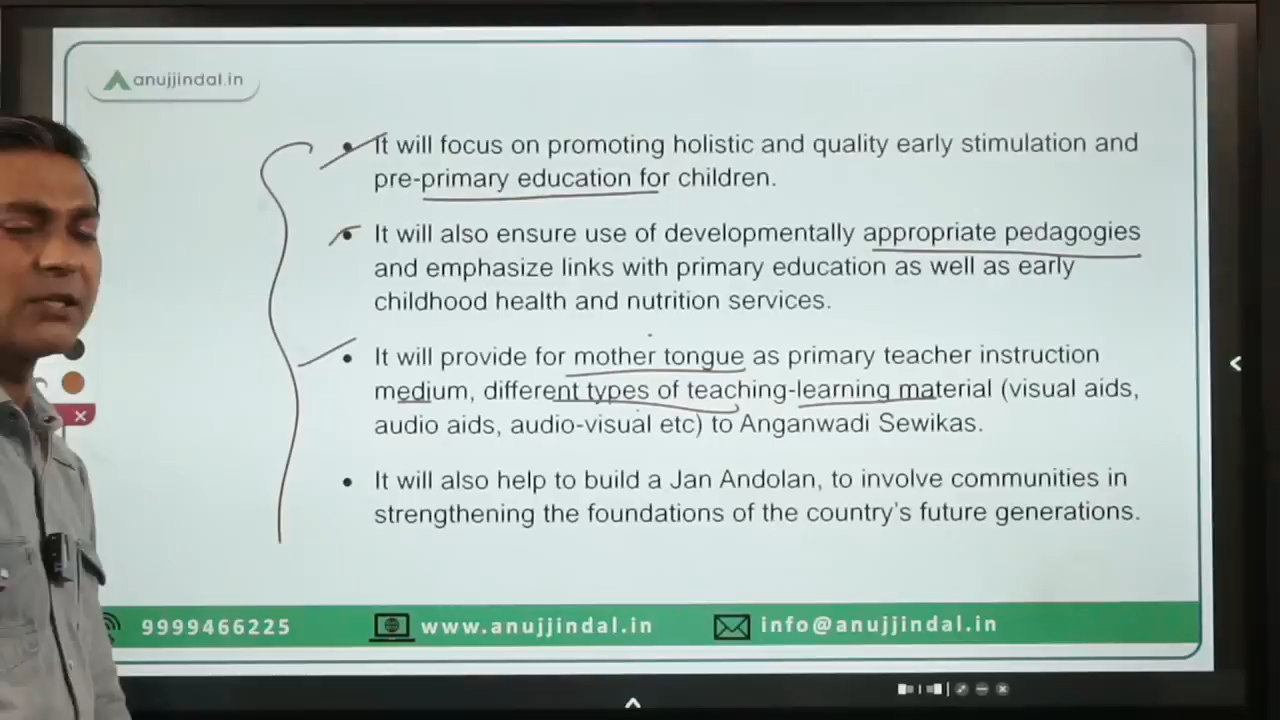 anujjindal.in
• It will focus on promoting holistic and quality early stimulation and
pre-primary education for children.
• It will also ensure use of developmentally appropriate pedagogies
and emphasize links with primary education as well as early
childhood health and nutrition services.
• It will provide for mother tongue as primary teacher instruction
medium, different types of teaching-learning material (visual aids,
audio aids, audio-visual etc) to Anganwadi Sewikas.
• It will also help to build a Jan Andolan, to involve communities in
strengthening the foundations of the country's future generations.
9999466225 www.anujjindal.in info@anujjindal.in